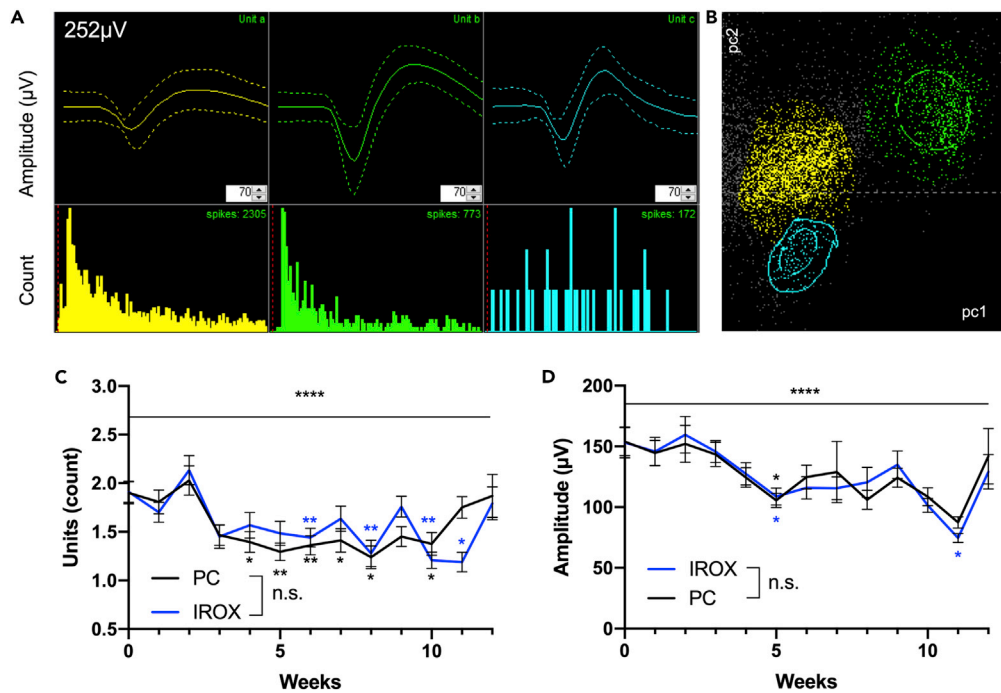 A
252µV
Unit a
Unit b
Unit c
Amplitude (µV)
70
70
70
spikes: 2305
spikes: 773
spikes: 172
Count
B
pc2
pc1
C
****
3.0
2.5
2.0
1.5
1.0
0.5
Units (count)
** ** ** *
* ** ** * * *
PC
IROX
n.s.
0 5 10
Weeks
D
****
200
150
100
50
0
Amplitude (µV)
*
* *
IROX
PC
n.s.
0 5 10
Weeks